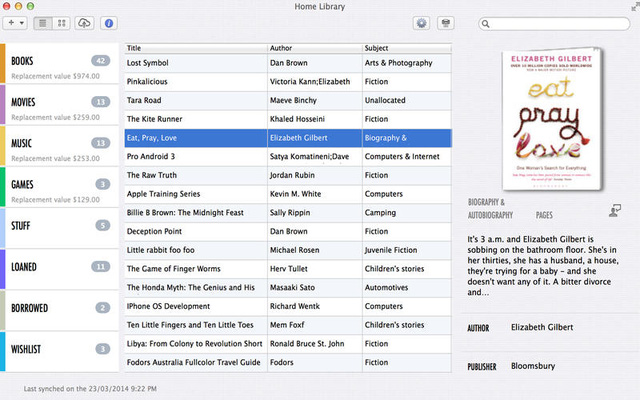 Home Library
BOOKS 42
Replacement value $974.00
MOVIES 13
Replacement value $259.00
MUSIC 13
Replacement value $253.00
GAMES 3
Replacement value $129.00
STUFF 5
LOANED 11
BORROWED 2
WISHLIST 3
Title Author Subject
Lost Symbol Dan Brown Arts & Photography
Pinkalicious Victoria Kann;Elizabeth Fiction
Tara Road Maeve Binchy Unallocated
The Kite Runner Khaled Hosseini Fiction
Eat, Pray, Love Elizabeth Gilbert Biography &
Pro Android 3 Satya Komatineni;Dave Computers & Internet
The Raw Truth Jordan Rubin Fiction
Apple Training Series Kevin M. White Computers
Billie B Brown: The Midnight Feast Sally Rippin Camping
Deception Point Dan Brown Fiction
Little rabbit foo foo Michael Rosen Juvenile Fiction
The Game of Finger Worms Herv Tullet Children's stories
The Honda Myth: The Genius and His Masaaki Sato Automotives
IPhone OS Development Richard Wentk Computers
Ten Little Fingers and Ten Little Toes Mem Foxf Children's stories
Libya: From Colony to Revolution Short Ronald Bruce St. John Fiction
Fodors Australia Fullcolor Travel Guide Fodors Fiction
ELIZABETH GILBERT
eat
pray
love
One Woman's Search for Everything
BIOGRAPHY &
AUTOBIOGRAPHY PAGES
It's 3 a.m. and Elizabeth Gilbert is
sobbing on the bathroom floor. She's in
her thirties, she has a husband, a house,
they're trying for a baby - and she
doesn't want any of it. A bitter divorce
and...
AUTHOR Elizabeth Gilbert
PUBLISHER Bloomsbury
Last synched on the 23/03/2014 9:22 PM